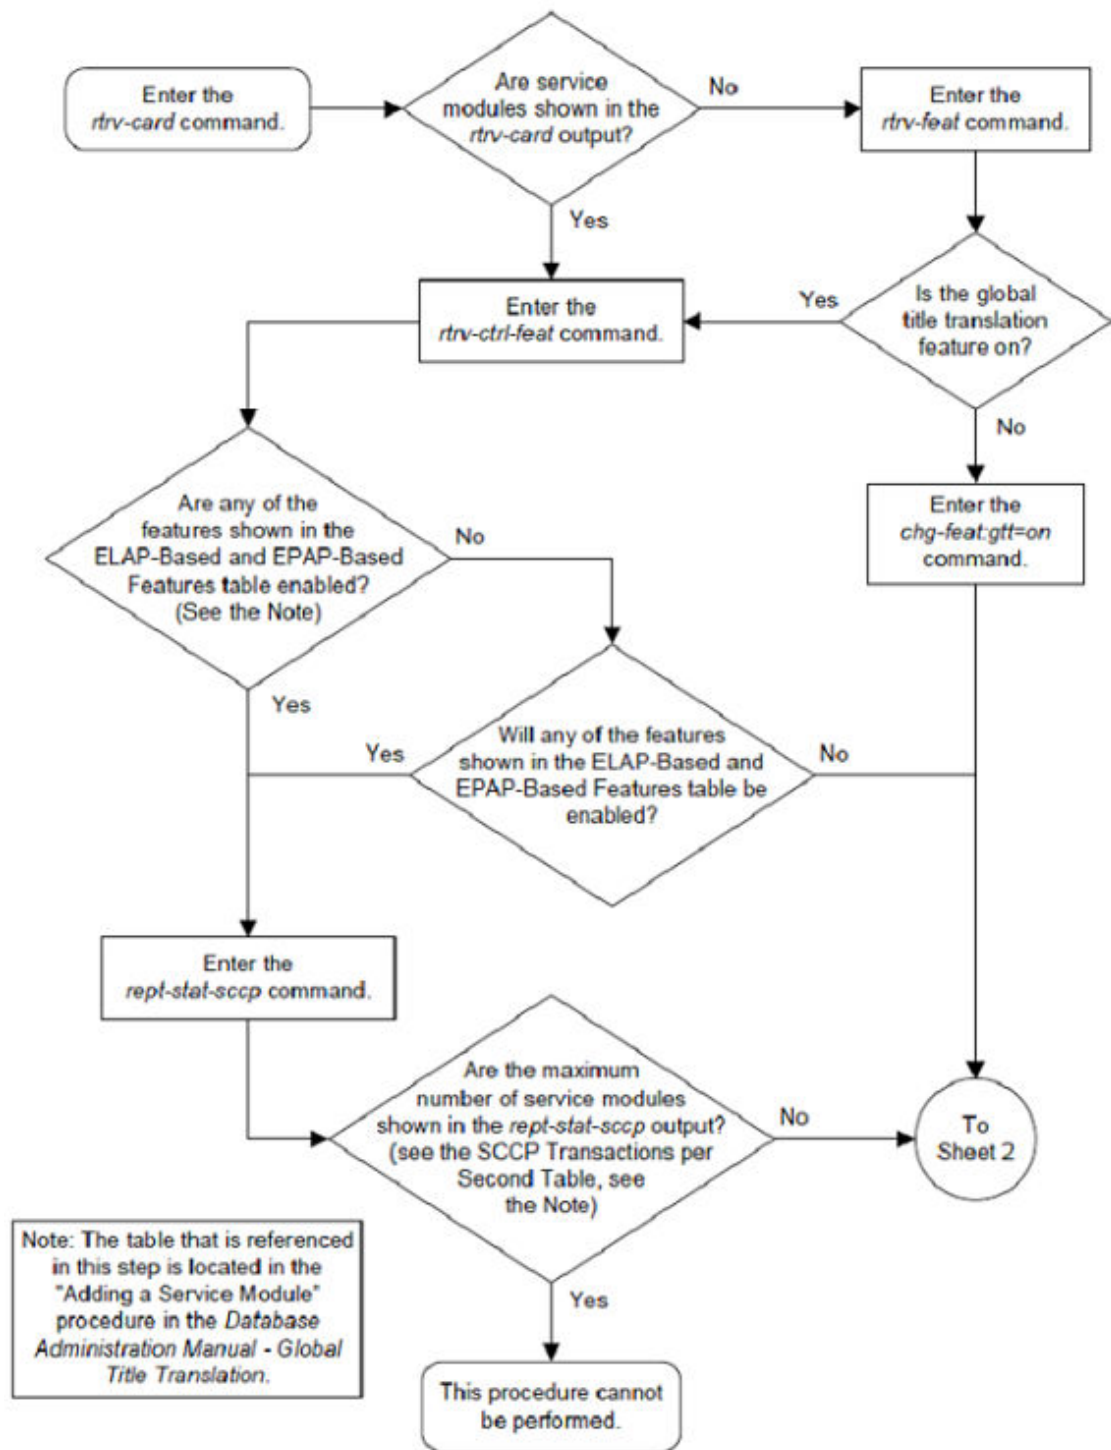 Enter the
rtrv-card command.
Are service
modules shown in the
rtrv-card output?
No
Enter the
rtrv-feat command.
Yes
Enter the
rtrv-ctrl-feat command.
Yes
Is the global
title translation
feature on?
No
Enter the
chg-feat:gtt=on
command.
Are any of the
features shown in the
ELAP-Based and EPAP-Based
Features table enabled?
(See the Note)
No
Yes
Will any of the features
shown in the ELAP-Based and
EPAP-Based Features table be
enabled?
Yes
No
Enter the
rept-stat-sccp command.
Are the maximum
number of service modules
shown in the rept-stat-sccp output?
(see the SCCP Transactions per
Second Table, see
the Note)
No
To
Sheet 2
Yes
This procedure cannot
be performed.
Note: The table that is referenced
in this step is located in the
"Adding a Service Module"
procedure in the Database
Administration Manual - Global
Title Translation.